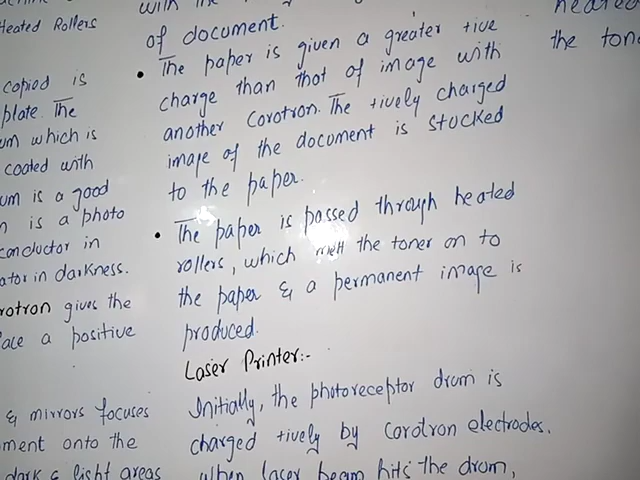 Heated Rollers
copied is
plate. The
um which is
coated with
um is a good
n is a photo
conductor in
ator in darkness.
rotron gives the
ace a positive
& mirrors focuses
ment onto the
dark & light areas
with the
of document.
• The paper is given a greater +ive
charge than that of image with
another corotron. The +ively charged
image of the document is stucked
to the paper.
• The paper is passed through heated
rollers, which melt the toner on to
the paper & a permanent image is
produced.
Laser Printer:-
Initially, the photoreceptor drum is
charged +ively by corotron electrodes.
when laser beam hits the drum,
heated
the tone